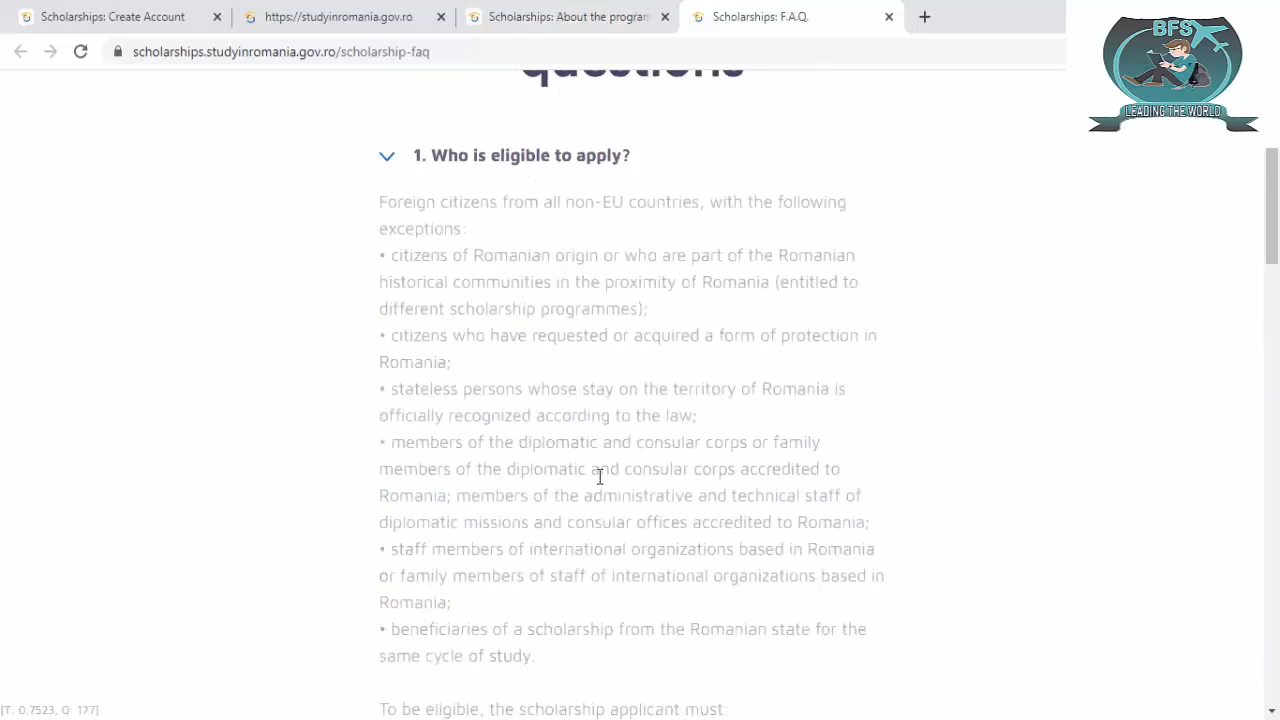 Scholarships: Create Account
https://studyinromania.gov.ro
Scholarships: About the program
Scholarships: F.A.Q.
scholarships.studyinromania.gov.ro/scholarship-faq
BFS
LEADING THE WORLD
questions
1. Who is eligible to apply?
Foreign citizens from all non-EU countries, with the following
exceptions:
• citizens of Romanian origin or who are part of the Romanian
historical communities in the proximity of Romania (entitled to
different scholarship programmes);
• citizens who have requested or acquired a form of protection in
Romania;
• stateless persons whose stay on the territory of Romania is
officially recognized according to the law;
• members of the diplomatic and consular corps or family
members of the diplomatic and consular corps accredited to
Romania; members of the administrative and technical staff of
diplomatic missions and consular offices accredited to Romania;
• staff members of international organizations based in Romania
or family members of staff of international organizations based in
Romania;
• beneficiaries of a scholarship from the Romanian state for the
same cycle of study.
To be eligible, the scholarship applicant must:
[T: 0.7523, Q: 177]